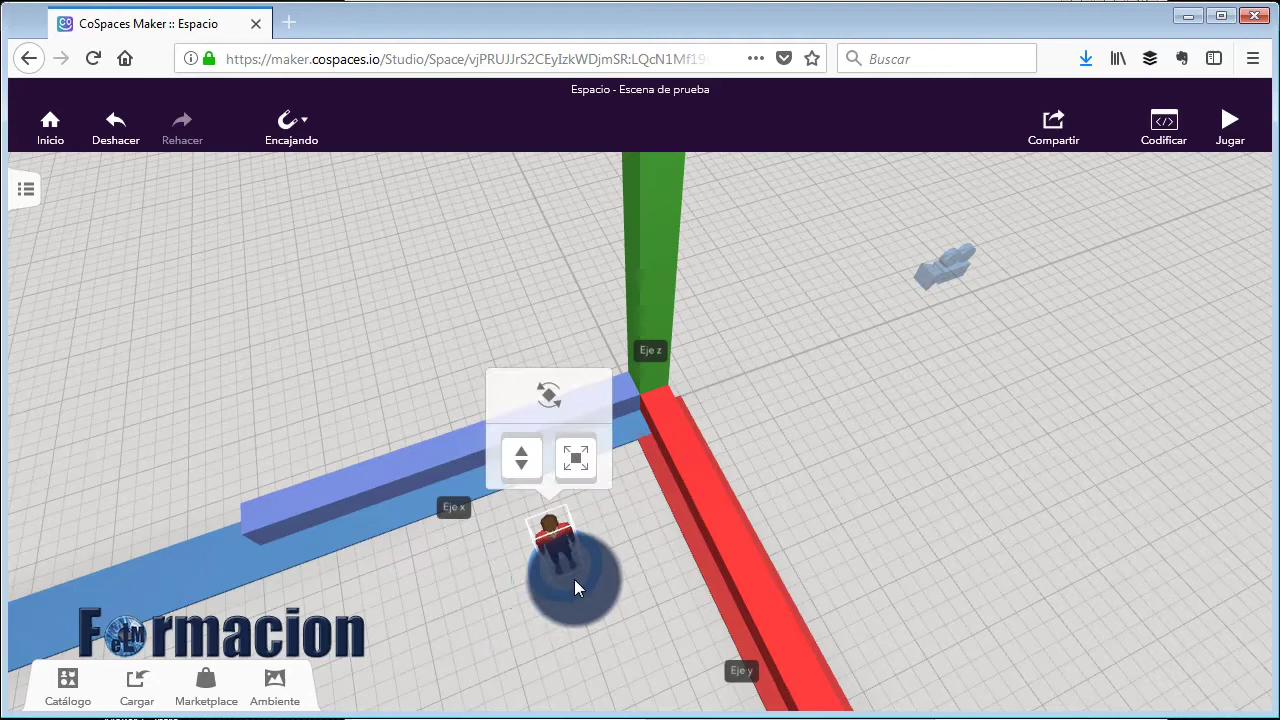 CoSpaces Maker :: Espacio
https://maker.cospaces.io/Studio/Space/vjPRUJJrS2CEyIzkWDjmSR:LQcN1Mf19
Buscar
Espacio - Escena de prueba
Inicio
Deshacer
Rehacer
Encajando
Compartir
Codificar
Jugar
Eje z
Eje x
Eje y
Formacion
eLM
Catálogo
Cargar
Marketplace
Ambiente